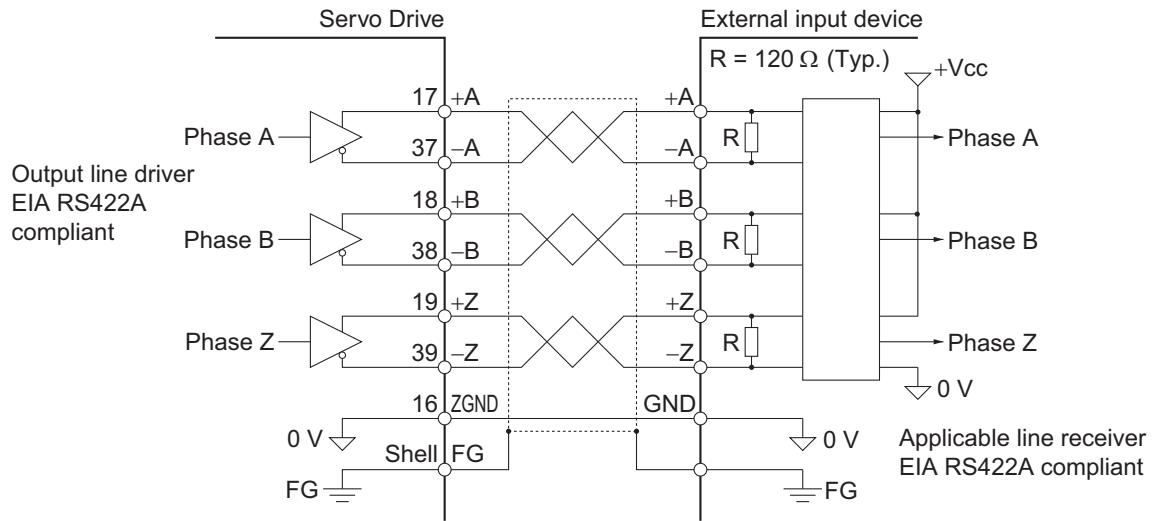 Servo Drive
External input device
R = 120 Ω (Typ.)
+Vcc
17 +A
+A
Phase A
R
Phase A
37 –A
–A
Output line driver
EIA RS422A
compliant
18 +B
+B
Phase B
R
Phase B
38 –B
–B
19 +Z
+Z
Phase Z
R
Phase Z
39 –Z
–Z
0 V
16 ZGND
GND
0 V
0 V
Shell FG
FG
FG
Applicable line receiver
EIA RS422A compliant